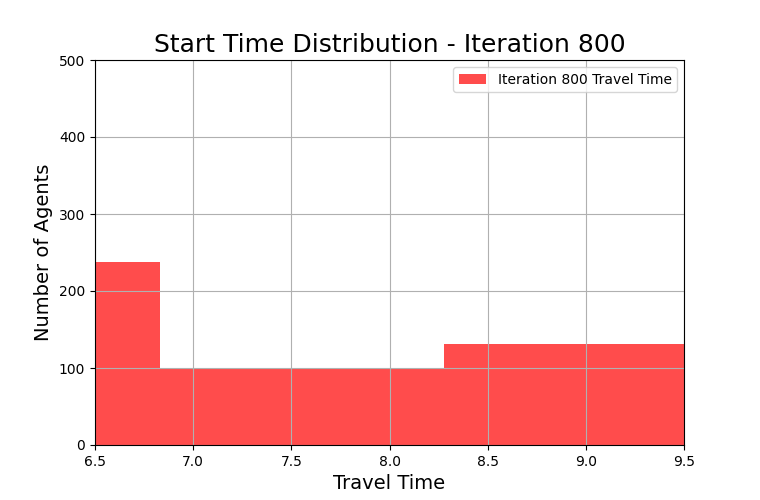 Start Time Distribution - Iteration 800
Iteration 800 Travel Time
Number of Agents
500
400
300
200
100
0
6.5 7.0 7.5 8.0 8.5 9.0 9.5
Travel Time